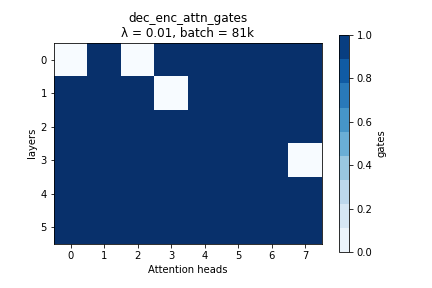 dec_enc_attn_gates
λ = 0.01, batch = 81k
layers
0
1
2
3
4
5
0 1 2 3 4 5 6 7
Attention heads
1.0
0.8
0.6
0.4
0.2
0.0
gates